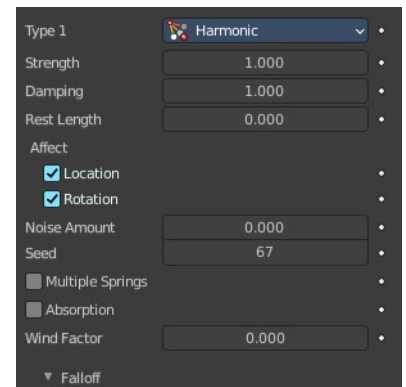 Type 1 Harmonic
Strength 1.000
Damping 1.000
Rest Length 0.000
Affect
Location
Rotation
Noise Amount 0.000
Seed 67
Multiple Springs
Absorption
Wind Factor 0.000
Falloff